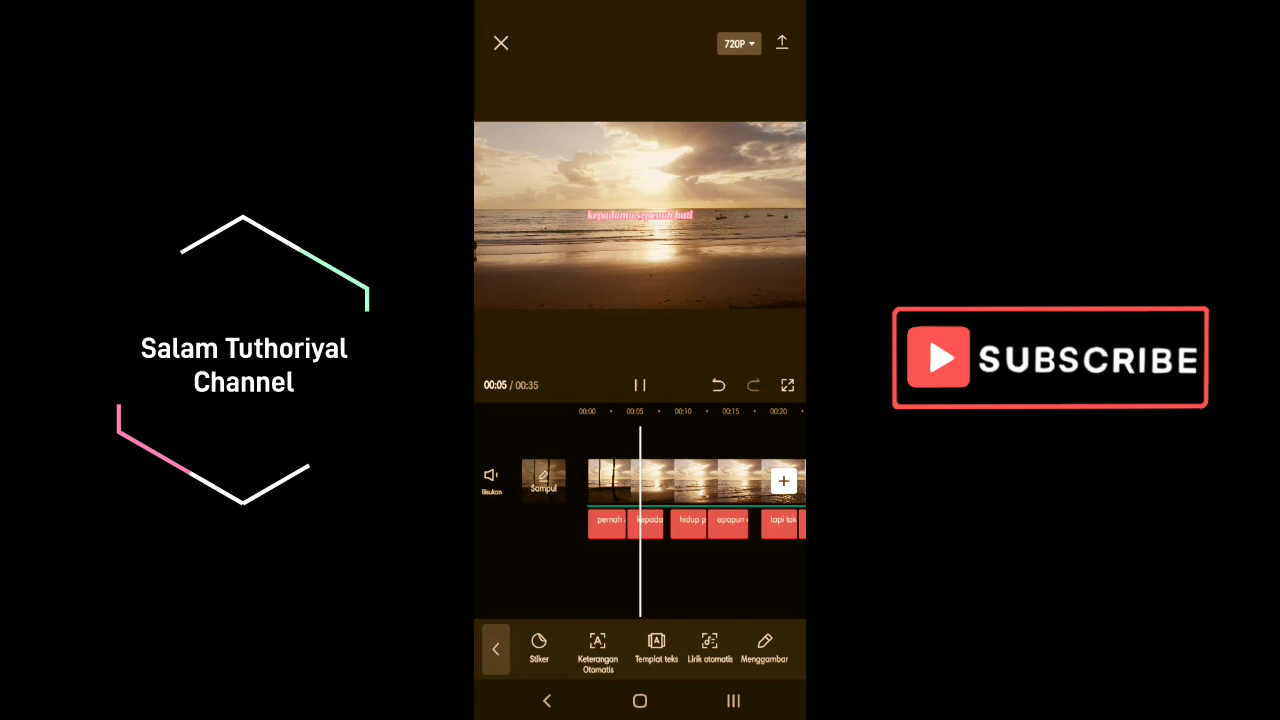 720P
kepadamu sepenuh hati
Salam Tuthoriyal
Channel
SUBSCRIBE
00:05 / 00:35
00:00
00:05
00:10
00:15
00:20
Bisukan
Sampul
pernah
kepada
hidup p
apapun
tapi tak
Stiker
Keterangan
Otomatis
Templat teks
Lirik otomatis
Menggambar